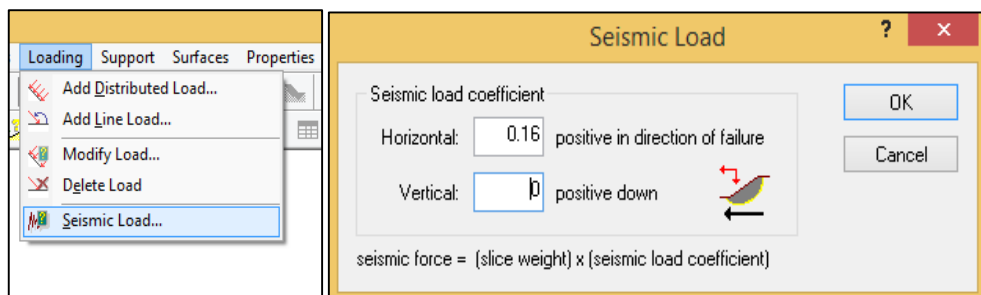 Loading Support Surfaces Properties
Add Distributed Load...
Add Line Load...
Modify Load...
Delete Load
Seismic Load...
Seismic Load ? ×
Seismic load coefficient
Horizontal: 0.16 positive in direction of failure
Vertical: 0 positive down
seismic force = (slice weight) x (seismic load coefficient)
OK
Cancel